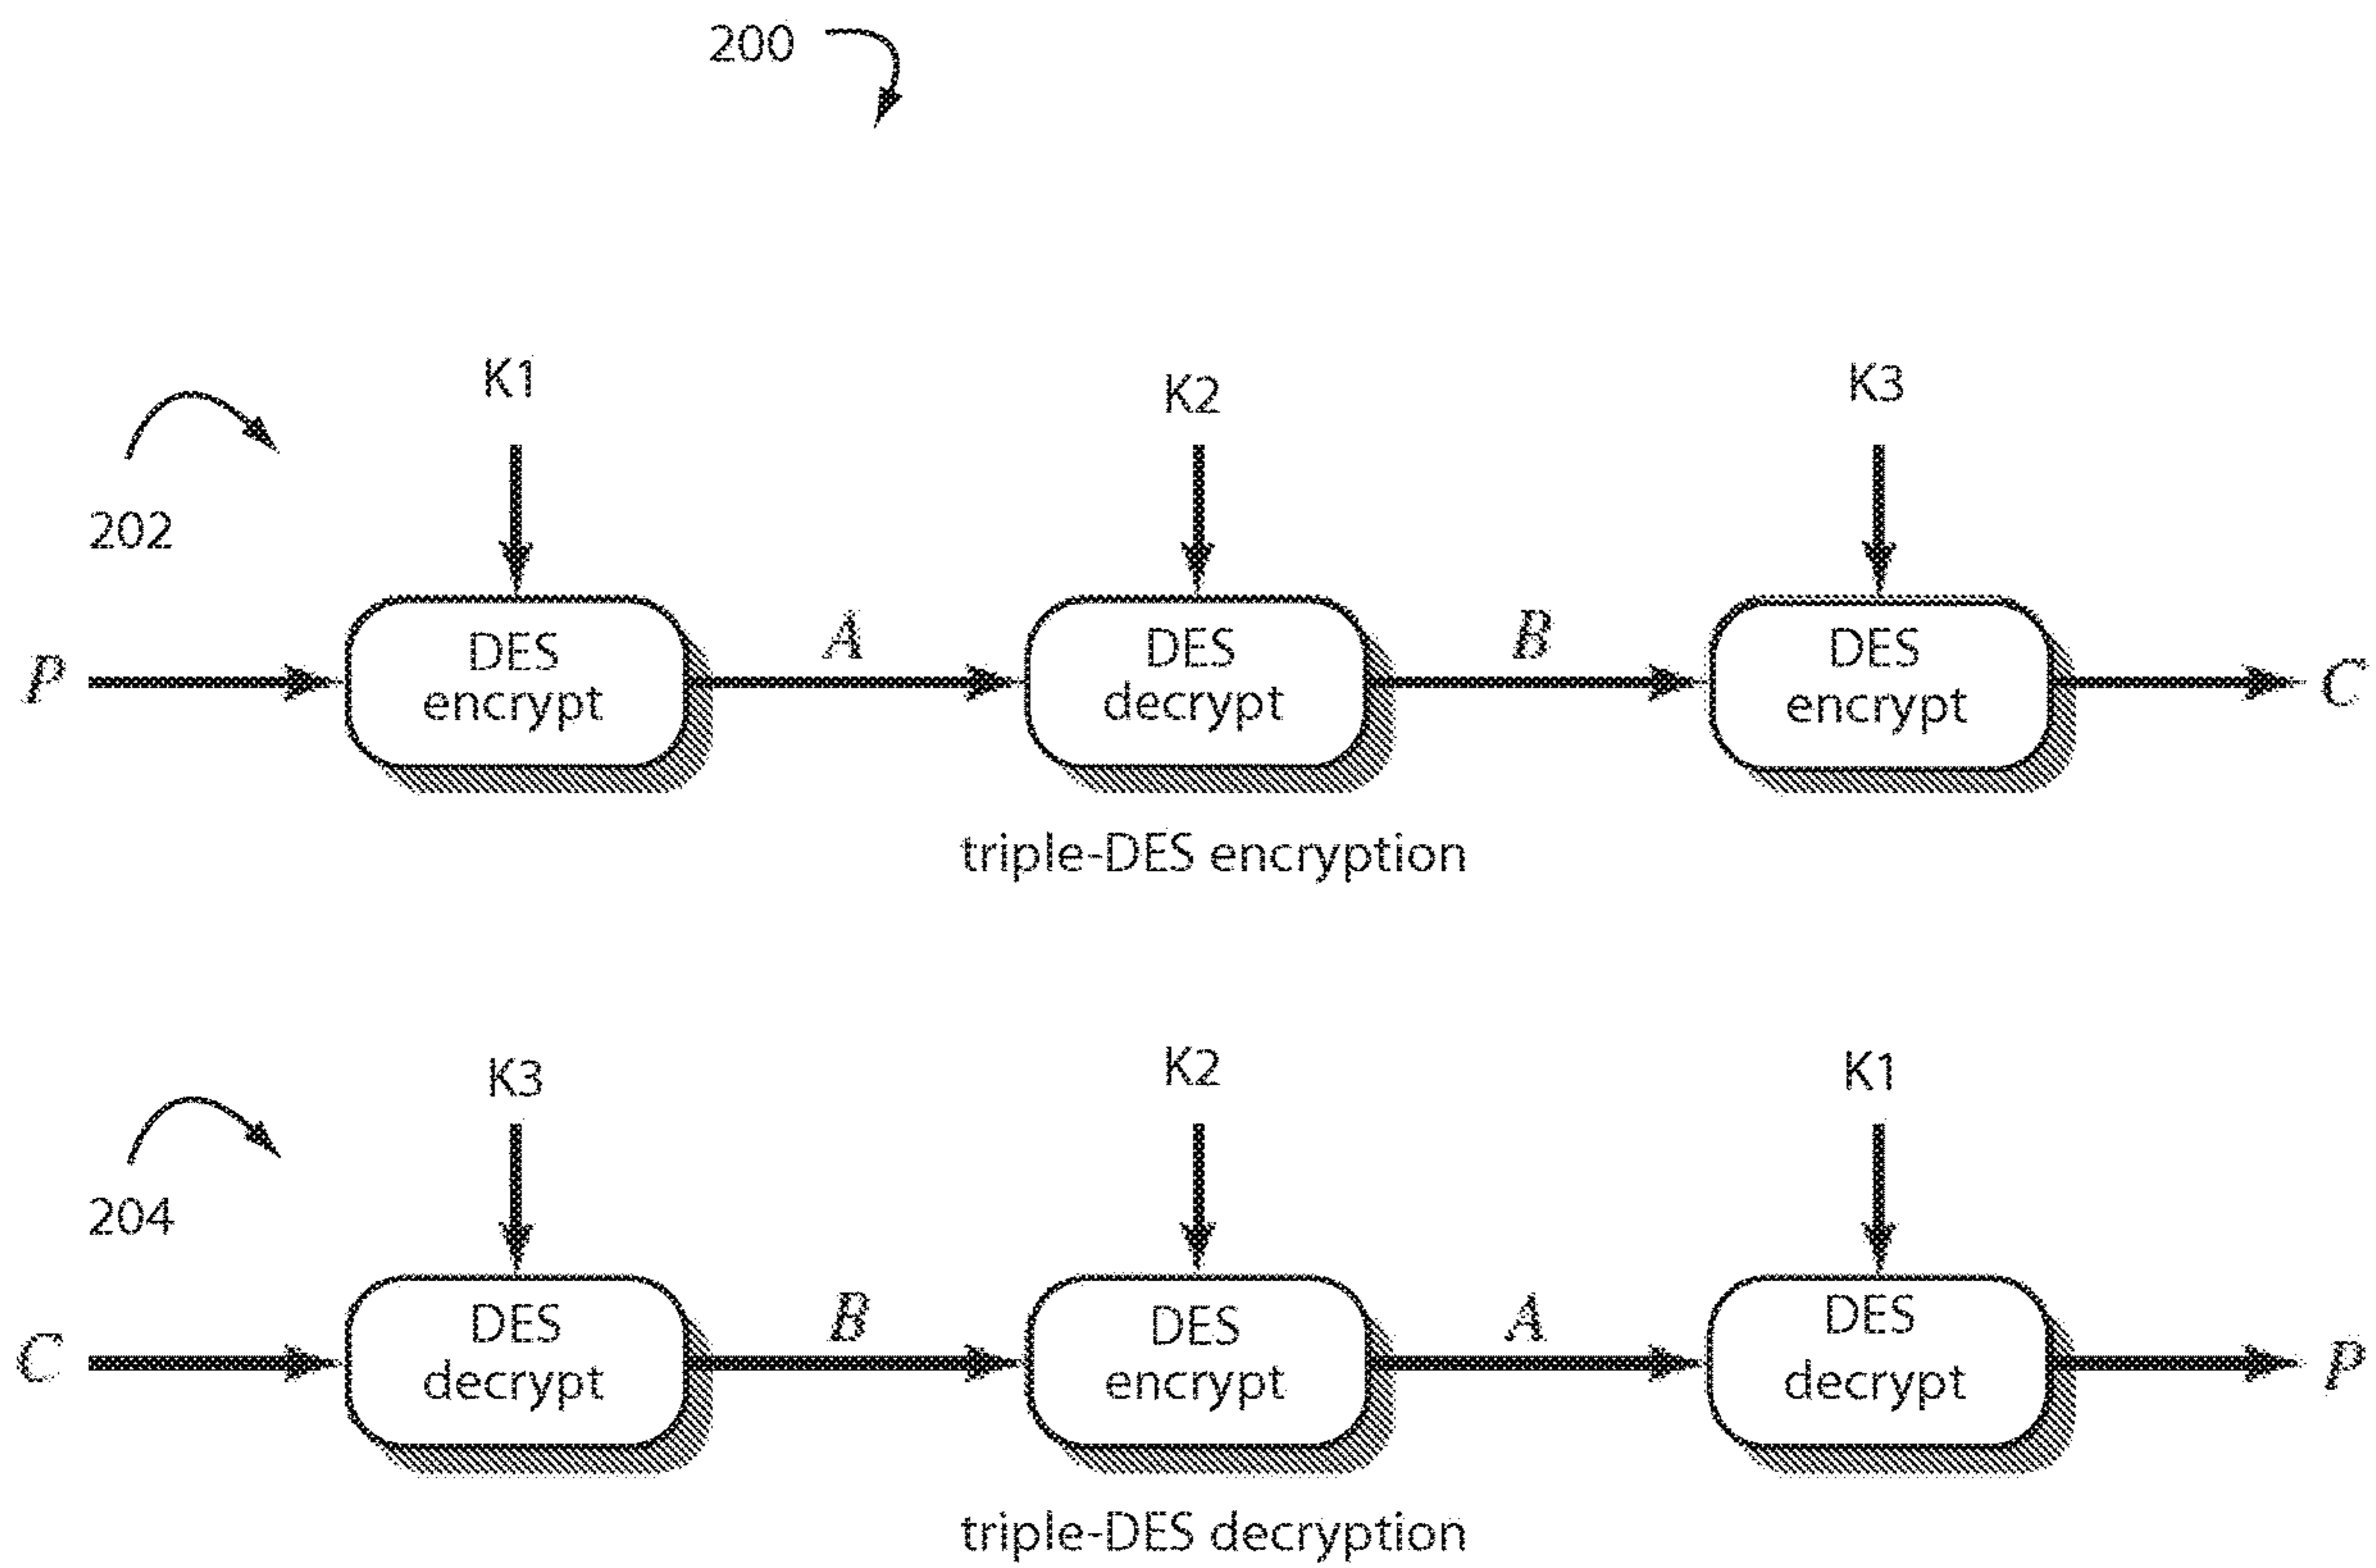 200
K1
K2
K3
202
P
DES
encrypt
A
DES
decrypt
B
DES
encrypt
C
triple-DES encryption
K3
K2
K1
204
C
DES
decrypt
B
DES
encrypt
A
DES
decrypt
P
triple-DES decryption